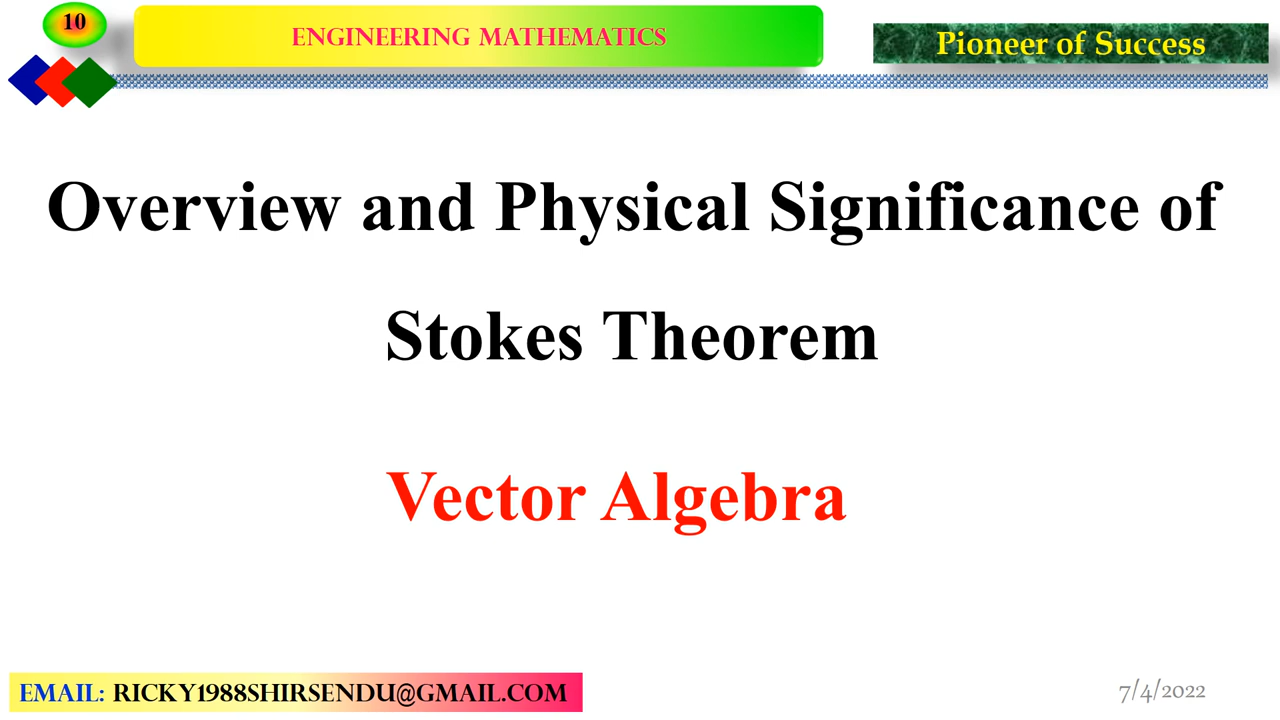 10
ENGINEERING MATHEMATICS
Pioneer of Success
Overview and Physical Significance of
Stokes Theorem
Vector Algebra
EMAIL: RICKY1988SHIRSENDU@GMAIL.COM
7/4/2022